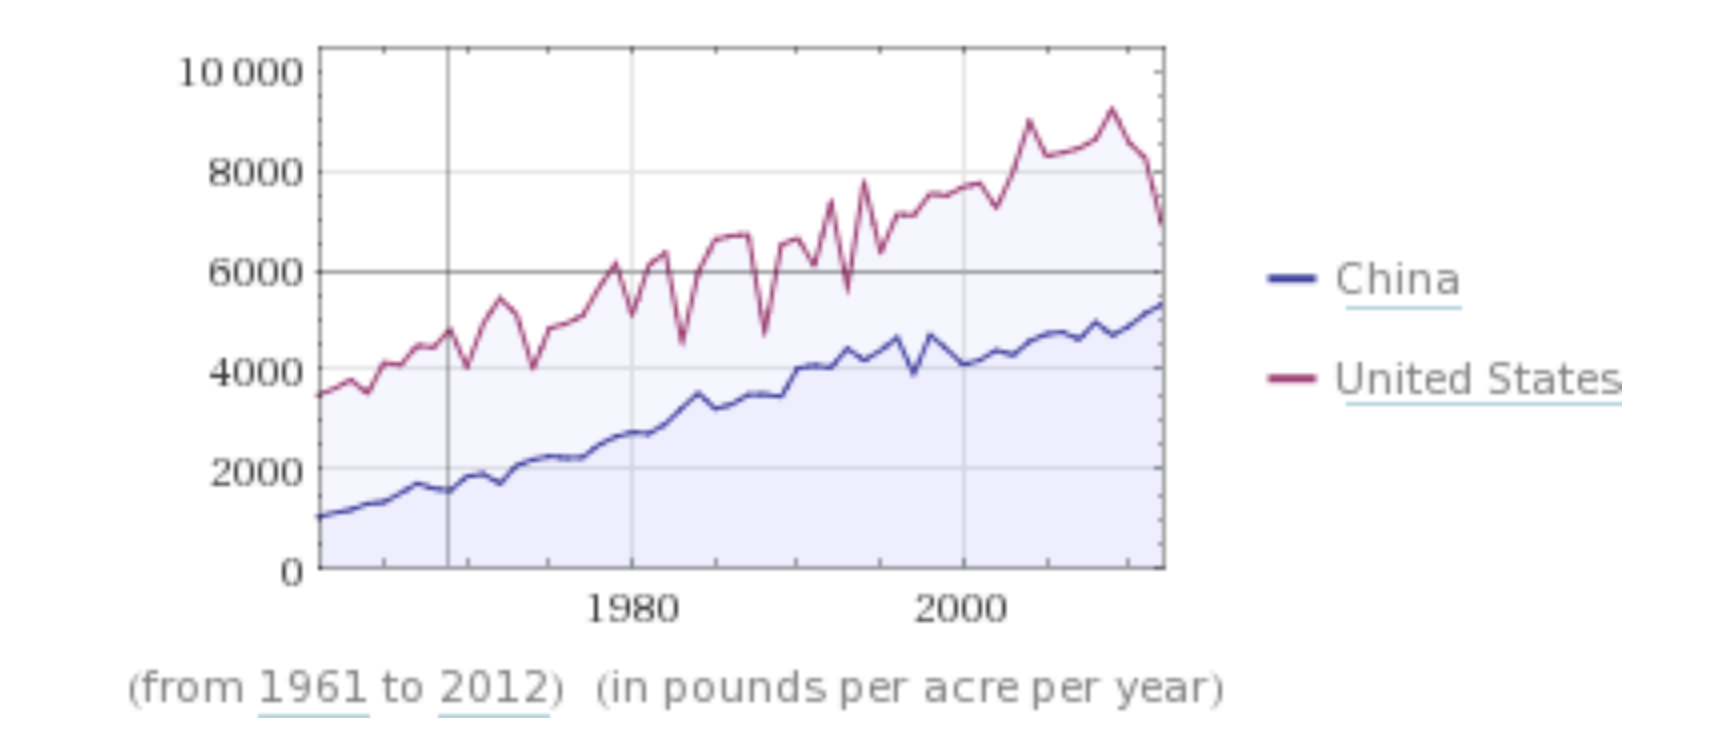 10 000
8000
6000
4000
2000
0
1980 2000
China
United States
(from 1961 to 2012) (in pounds per acre per year)